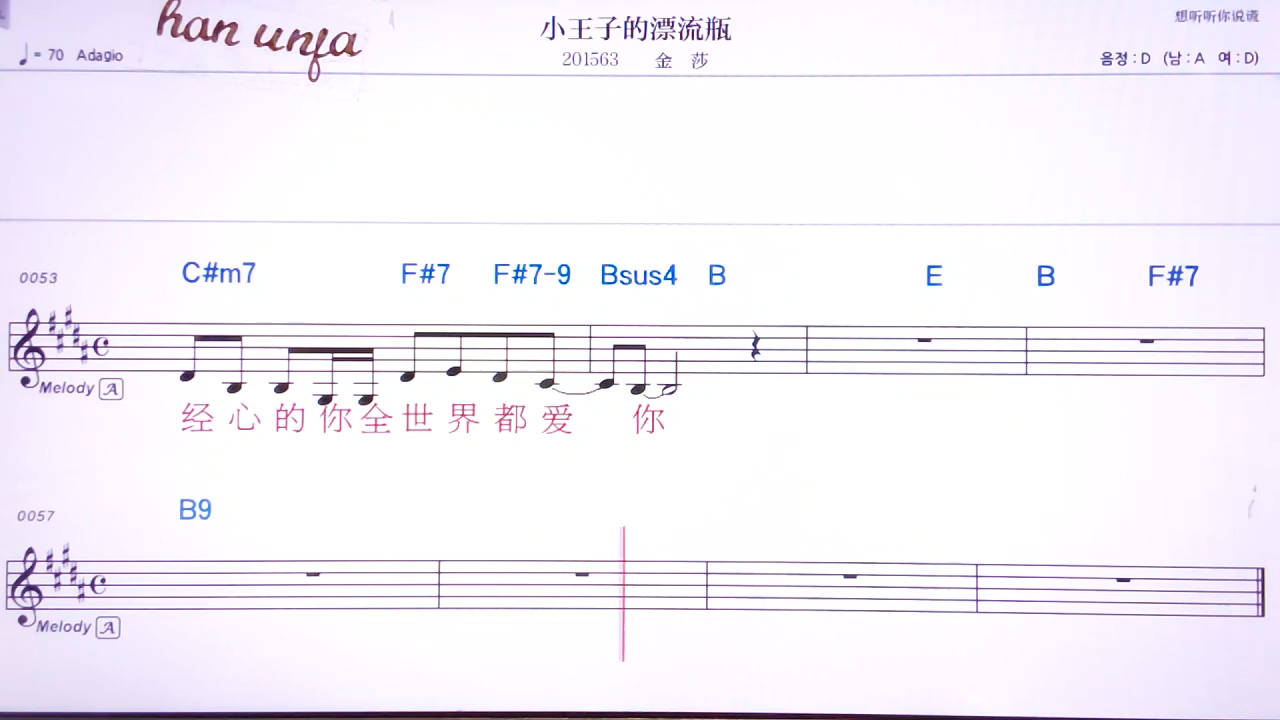 han unja
小王子的漂流瓶
想听听你说谎
♩= 70 Adagio
201563 金 莎
음정 : D (남 : A 여 : D)
0053
C#m7 F#7 F#7-9 Bsus4 B E B F#7
Melody A
经 心 的 你 全 世 界 都 爱 你
0057
B9
Melody A